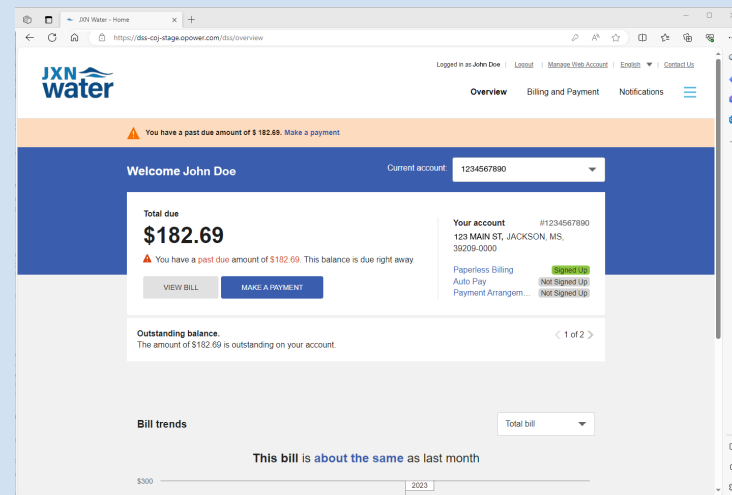 JXN Water - Home
https://dss-coj-stage.opower.com/dss/overview
Logged in as John Doe | Logout | Manage Web Account | English | Contact Us
JXN
water
Overview Billing and Payment Notifications
You have a past due amount of $ 182.69. Make a payment
Welcome John Doe
Current account: 1234567890
Total due
$182.69
You have a past due amount of $182.69. This balance is due right away.
VIEW BILL MAKE A PAYMENT
Your account #1234567890
123 MAIN ST, JACKSON, MS,
39209-0000
Paperless Billing Signed Up
Auto Pay Not Signed Up
Payment Arrangem... Not Signed Up
Outstanding balance.
The amount of $182.69 is outstanding on your account.
1 of 2
Bill trends
Total bill
This bill is about the same as last month
$300
2023